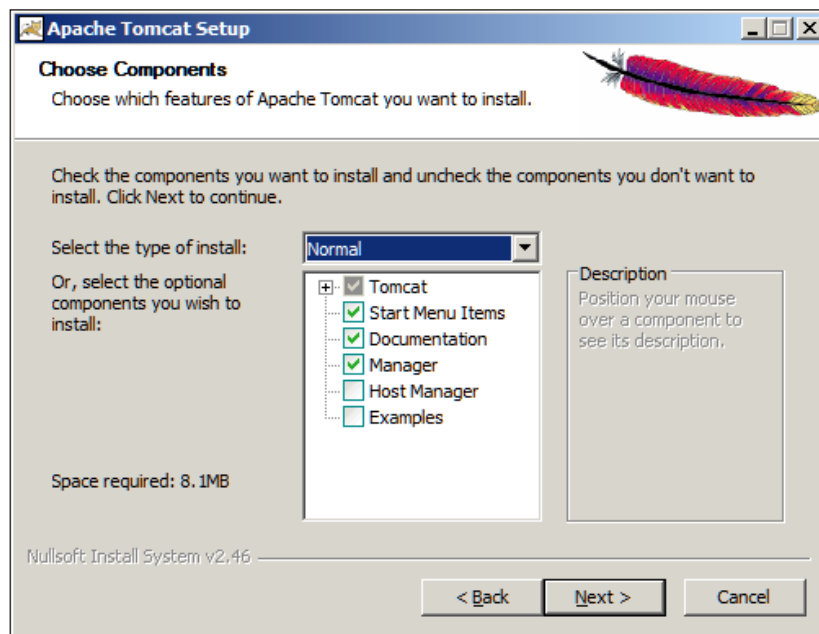 Apache Tomcat Setup
Choose Components
Choose which features of Apache Tomcat you want to install.
Check the components you want to install and uncheck the components you don't want to
install. Click Next to continue.
Select the type of install:
Normal
Or, select the optional
components you wish to
install:
Tomcat
Start Menu Items
Documentation
Manager
Host Manager
Examples
Description
Position your mouse
over a component to
see its description.
Space required: 8.1MB
Nullsoft Install System v2.46
< Back
Next >
Cancel